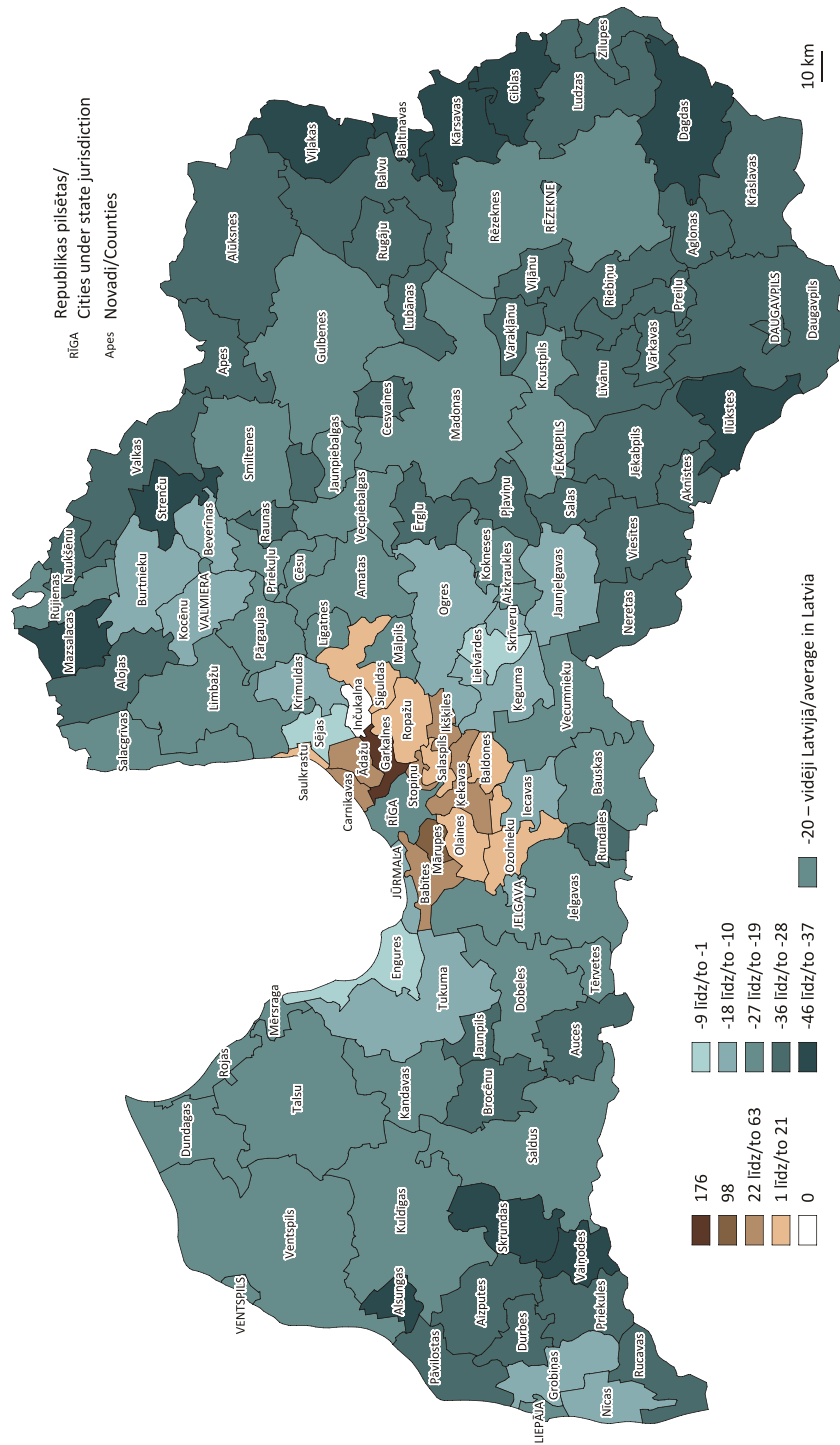 Republikas pilsētas/
RĪGA Cities under state jurisdiction
Apes Novadi/Counties
Rūjienas
Naukšēnu
Mazsalacas
Valkas
Strenču
Alojas
Burtnieku
Salacgrīvas
Kocēnu
VALMIERA
Beverīnas
Apes
Alūksnes
Limbažu
Smiltenes
Pārgaujas
Priekuļu
Raunas
Dundagas
Rojas
Mērsraga
VENTSPILS
Ventspils
Talsu
Saulkrastu
Krimuldas
Cēsu
Viļakas
Gulbenes
Sējas
Līgatnes
Jaunpiebalgas
Carnikavas
Ādažu
Inčukalna
Amatas
Vecpiebalgas
Siguldas
Garkalnes
Balvu
Rugāju
Cesvaines
Alsungas
Kuldīgas
Kandavas
Engures
JŪRMALA
RĪGA
Ropažu
Mālpils
Baltinavas
Lubānas
Stopiņu
Ērgļu
Babītes
Mārupes
Salaspils
Ikšķiles
Ogres
Madonas
Kārsavas
Pāvilostas
Tukuma
Olaines
Ķekavas
Baldones
Lielvārdes
Kokneses
Aizputes
Brocēnu
Jaunpils
Ozolnieku
Skrīveru
Aizkraukles
Pļaviņu
Varakļānu
Rēzeknes
Ciblas
Skrundas
Durbes
Dobeles
JELGAVA
Iecavas
Ķeguma
Jaunjelgavas
Krustpils
Viļānu
RĒZEKNE
LIEPĀJA
Grobiņas
Saldus
JĒKABPILS
Salas
Vaiņodes
Priekules
Auces
Tērvetes
Jelgavas
Vecumnieku
Ludzas
Zilupes
Nīcas
Rundāles
Bauskas
Neretas
Viesītes
Jēkabpils
Līvānu
Riebiņu
Rucavas
Vārkavas
Preiļu
Aglonas
Dagdas
Aknīstes
Ilūkstes
Krāslavas
DAUGAVPILS
Daugavpils
176
98
22 līdz/to 63
1 līdz/to 21
0
-9 līdz/to -1
-18 līdz/to -10
-27 līdz/to -19
-36 līdz/to -28
-46 līdz/to -37
-20 – vidēji Latvijā/average in Latvia
10 km